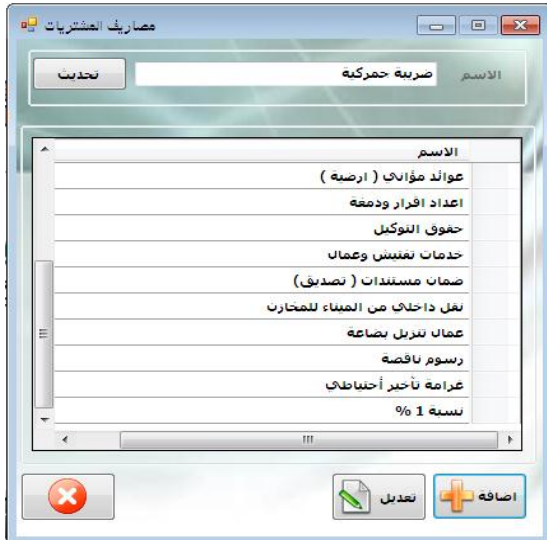 مصاريف المشتريات
الاسم ضريبة جمركية تحديث
الاسم
عوائد مؤاني ( ارضية )
اعداد اقرار ودمغة
حقوق التوكيل
خدمات تفتيش وعمال
ضمان مستندات ( تصديق)
نقل داخلي من الميناء للمخازن
عمال تنزيل بضاعة
رسوم ناقصة
غرامة تأخير أحتياطي
نسبة 1 %
اضافة تعديل